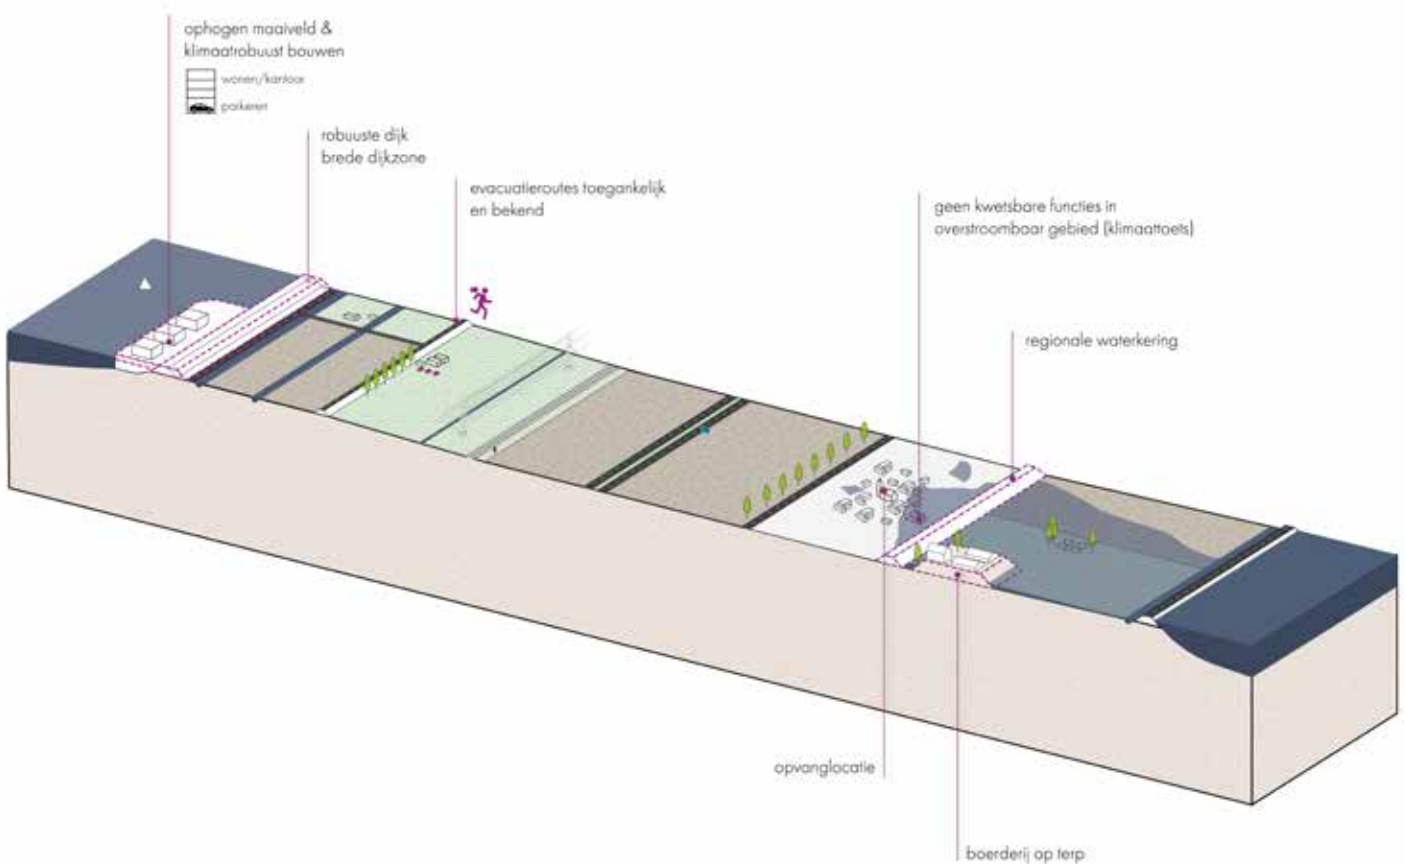 ophogen maaiveld &
klimaatrobuust bouwen
wonen/kantoor
parkeren
robuuste dijk
brede dijkzone
evacuatieroutes toegankelijk
en bekend
geen kwetsbare functies in
overstroombaar gebied (klimaattoets)
regionale waterkering
opvanglocatie
boerderij op terp